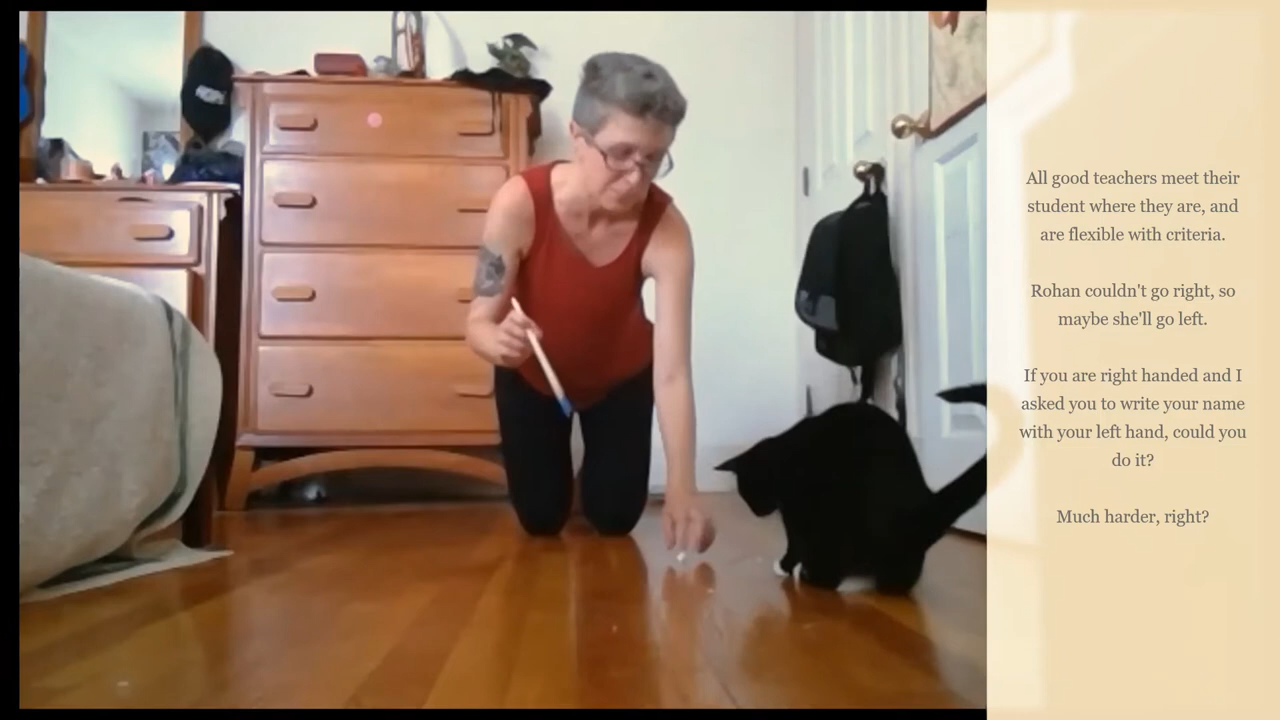 All good teachers meet their
student where they are, and
are flexible with criteria.
Rohan couldn't go right, so
maybe she'll go left.
If you are right handed and I
asked you to write your name
with your left hand, could you
do it?
Much harder, right?